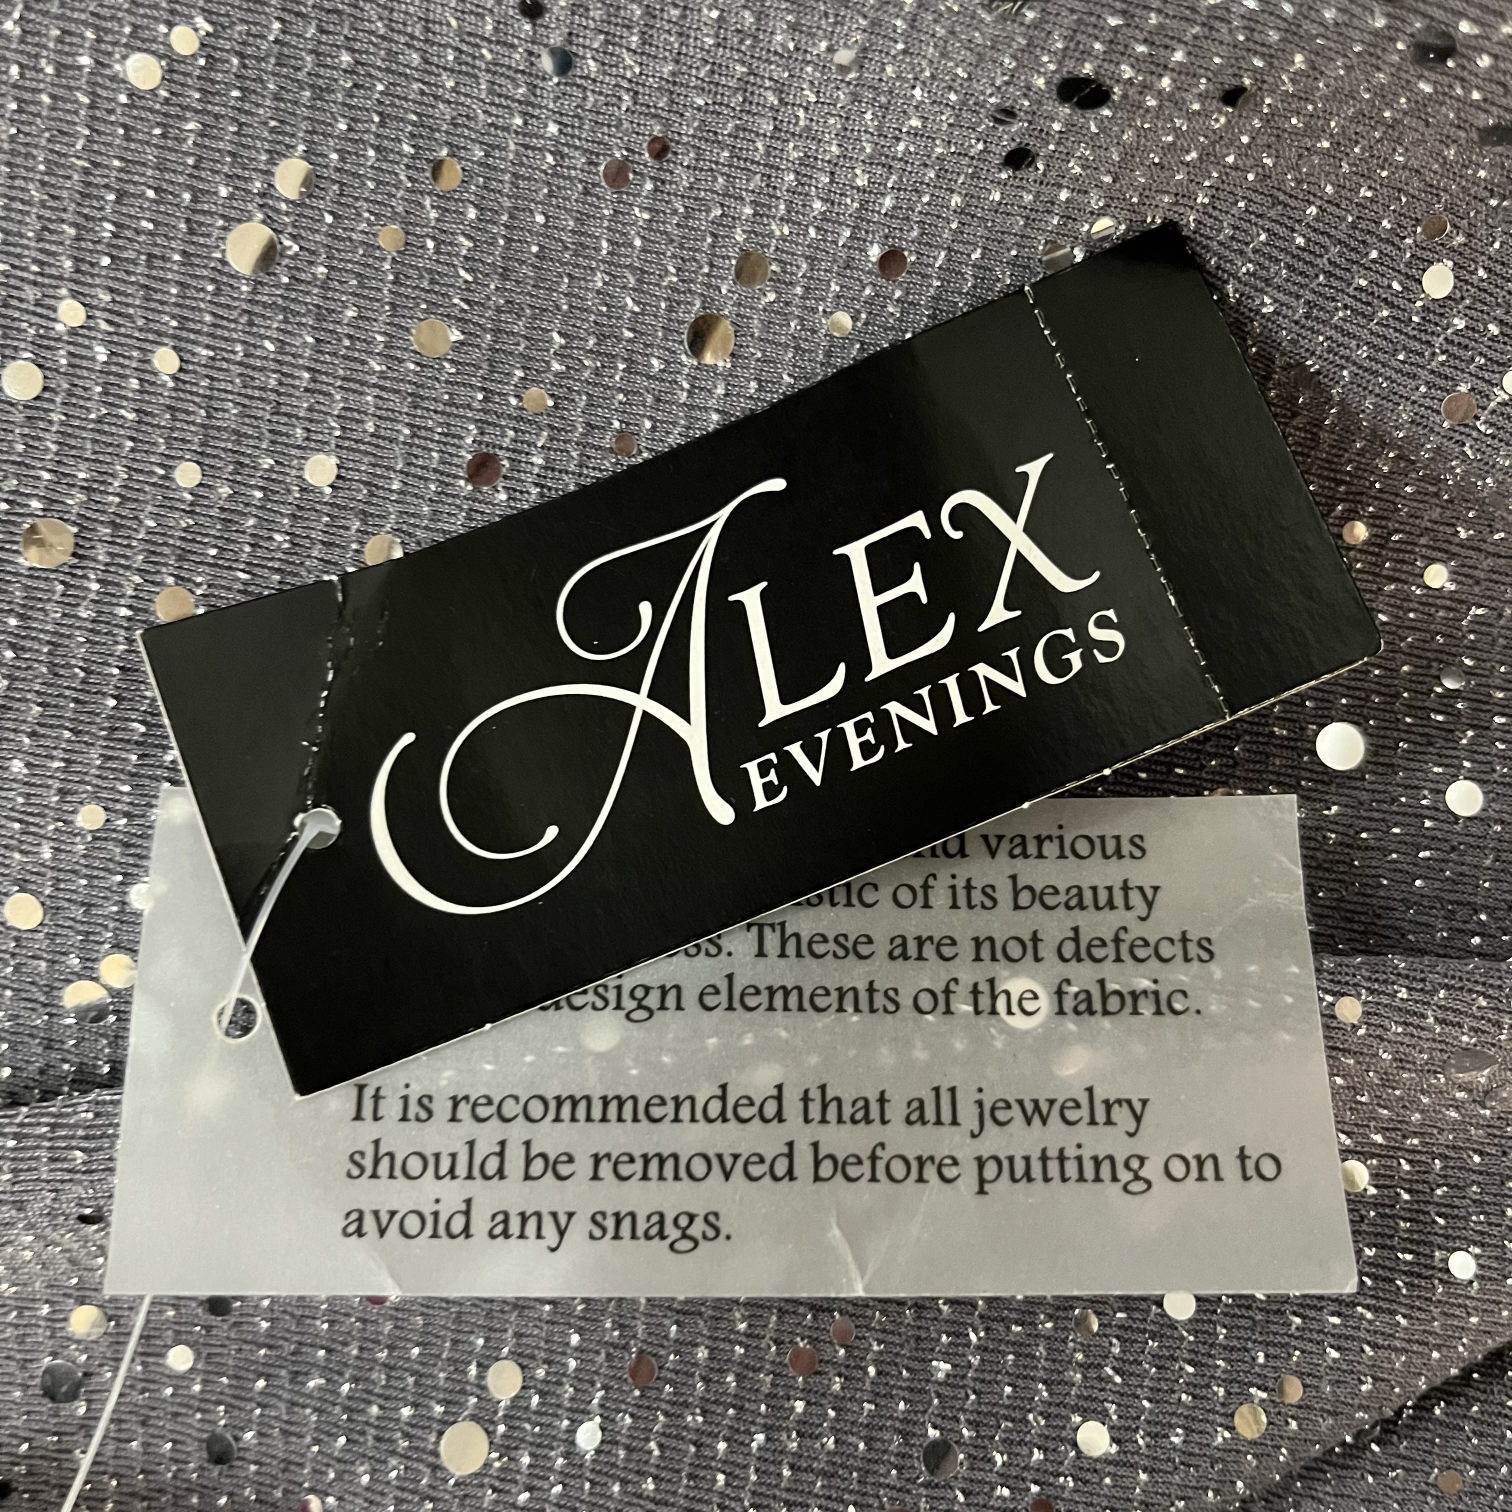 ALEX
EVENINGS
various
of its beauty
These are not defects
design elements of the fabric.
It is recommended that all jewelry
should be removed before putting on to
avoid any snags.